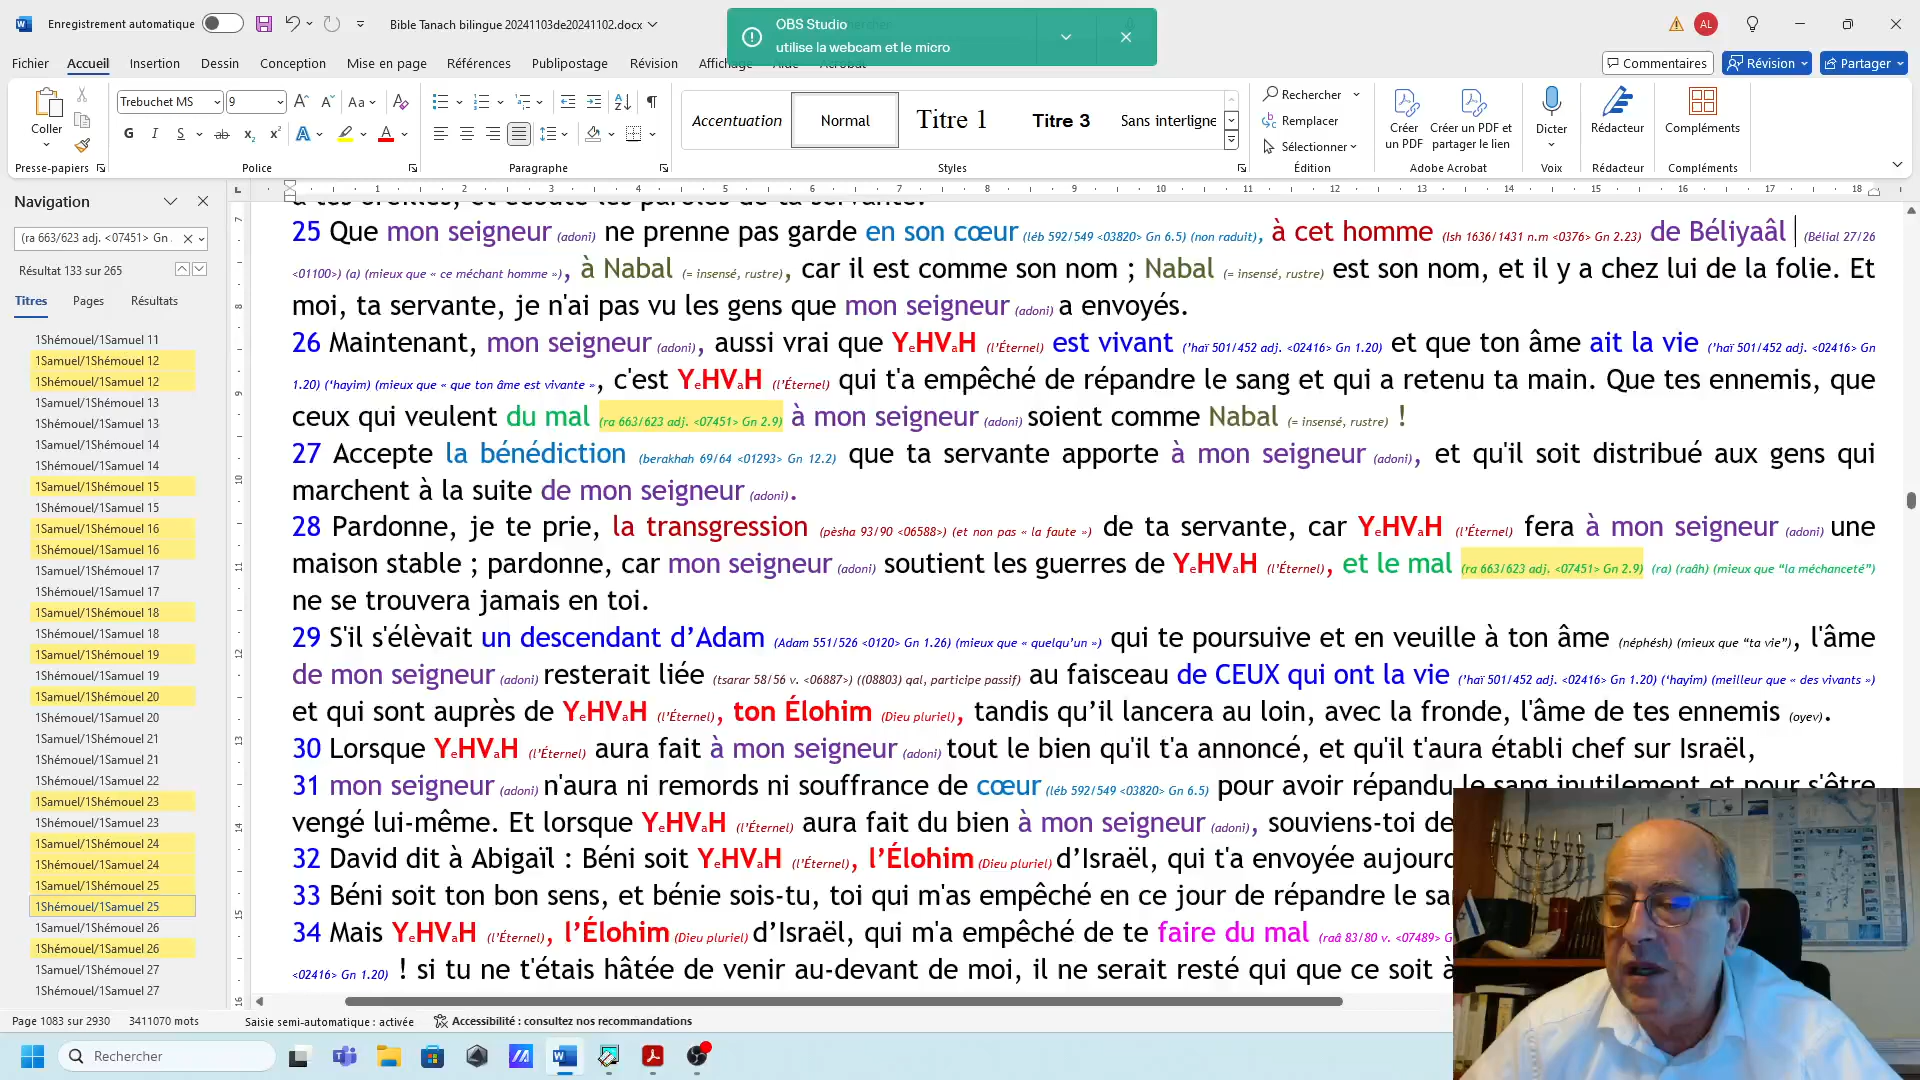 Enregistrement automatique
Bible Tanach bilingue 20241103de20241102.docx
OBS Studio
utilise la webcam et le micro
AL
Fichier Accueil Insertion Dessin Conception Mise en page Références Publipostage Révision Affichage Aide Acrobat
Commentaires Révision Partager
Coller
Trebuchet MS 9
Accentuation Normal Titre 1 Titre 3 Sans interligne
Rechercher
Remplacer
Sélectionner
Créer un PDF
Créer un PDF et partager le lien
Dicter
Rédacteur
Compléments
Presse-papiers Police Paragraphe Styles Édition Adobe Acrobat Voix Rédacteur Compléments
Navigation
(ra 663/623 adj. <07451> Gn
Résultat 133 sur 265
Titres Pages Résultats
1Shémouel/1Samuel 11
1Samuel/1Shémouel 12
1Shémouel/1Samuel 12
1Samuel/1Shémouel 13
1Shémouel/1Samuel 13
1Samuel/1Shémouel 14
1Shémouel/1Samuel 14
1Samuel/1Shémouel 15
1Shémouel/1Samuel 15
1Samuel/1Shémouel 16
1Shémouel/1Samuel 16
1Samuel/1Shémouel 17
1Shémouel/1Samuel 17
1Samuel/1Shémouel 18
1Shémouel/1Samuel 18
1Samuel/1Shémouel 19
1Shémouel/1Samuel 19
1Samuel/1Shémouel 20
1Shémouel/1Samuel 20
1Samuel/1Shémouel 21
1Shémouel/1Samuel 21
1Samuel/1Shémouel 22
1Samuel/1Shémouel 23
1Shémouel/1Samuel 23
1Samuel/1Shémouel 24
1Shémouel/1Samuel 24
1Samuel/1Shémouel 25
1Shémouel/1Samuel 25
1Samuel/1Shémouel 26
1Shémouel/1Samuel 26
1Samuel/1Shémouel 27
1Shémouel/1Samuel 27
à tes oreilles, et écoute les paroles de ta servante.
25 Que mon seigneur (adoni) ne prenne pas garde en son cœur (léb 592/549 <03820> Gn 6.5) (non raduit), à cet homme (Ish 1636/1431 n.m <0376> Gn 2.23) de Béliyaâl (Bélial 27/26
<01100>) (a) (mieux que « ce méchant homme »), à Nabal (= insensé, rustre), car il est comme son nom ; Nabal (= insensé, rustre) est son nom, et il y a chez lui de la folie. Et
moi, ta servante, je n'ai pas vu les gens que mon seigneur (adoni) a envoyés.
26 Maintenant, mon seigneur (adoni), aussi vrai que YeHVaH (l’Éternel) est vivant (’haï 501/452 adj. <02416> Gn 1.20) et que ton âme ait la vie (’haï 501/452 adj. <02416> Gn
1.20) (‘hayim) (mieux que « que ton âme est vivante », c'est YeHVaH (l’Éternel) qui t'a empêché de répandre le sang et qui a retenu ta main. Que tes ennemis, que
ceux qui veulent du mal (ra 663/623 adj. <07451> Gn 2.9) à mon seigneur (adoni) soient comme Nabal (= insensé, rustre) !
27 Accepte la bénédiction (berakhah 69/64 <01293> Gn 12.2) que ta servante apporte à mon seigneur (adoni), et qu'il soit distribué aux gens qui
marchent à la suite de mon seigneur (adoni).
28 Pardonne, je te prie, la transgression (pèsha 93/90 <06588>) (et non pas « la faute ») de ta servante, car YeHVaH (l’Éternel) fera à mon seigneur (adoni) une
maison stable ; pardonne, car mon seigneur (adoni) soutient les guerres de YeHVaH (l’Éternel), et le mal (ra 663/623 adj. <07451> Gn 2.9) (ra) (raâh) (mieux que “la méchanceté”)
ne se trouvera jamais en toi.
29 S'il s'élèvait un descendant d’Adam (Adam 551/526 <0120> Gn 1.26) (mieux que « quelqu’un ») qui te poursuive et en veuille à ton âme (néphésh) (mieux que “ta vie”), l'âme
de mon seigneur (adoni) resterait liée (tsarar 58/56 v. <06887>) ((08803) qal, participe passif) au faisceau de CEUX qui ont la vie (’haï 501/452 adj. <02416> Gn 1.20) (‘hayim) (meilleur que « des vivants »)
et qui sont auprès de YeHVaH (l’Éternel), ton Élohim (Dieu pluriel), tandis qu’il lancera au loin, avec la fronde, l'âme de tes ennemis (oyev).
30 Lorsque YeHVaH (l’Éternel) aura fait à mon seigneur (adoni) tout le bien qu'il t'a annoncé, et qu'il t'aura établi chef sur Israël,
31 mon seigneur (adoni) n'aura ni remords ni souffrance de cœur (léb 592/549 <03820> Gn 6.5) pour avoir répandu le sang inutilement et pour s'être
vengé lui-même. Et lorsque YeHVaH (l’Éternel) aura fait du bien à mon seigneur (adoni), souviens-toi de
32 David dit à Abigaïl : Béni soit YeHVaH (l’Éternel), l’Élohim (Dieu pluriel) d’Israël, qui t'a envoyée
33 Béni soit ton bon sens, et bénie sois-tu, toi qui m'as empêché en ce jour de répandre le
34 Mais YeHVaH (l’Éternel), l’Élohim (Dieu pluriel) d’Israël, qui m'a empêché de te faire du mal (raâ 83/80 v. <07489>
<02416> Gn 1.20) ! si tu ne t'étais hâtée de venir au-devant de moi, il ne serait resté qui que ce soit à
Page 1083 sur 2930 3411070 mots Saisie semi-automatique : activée Accessibilité : consultez nos recommandations
Rechercher